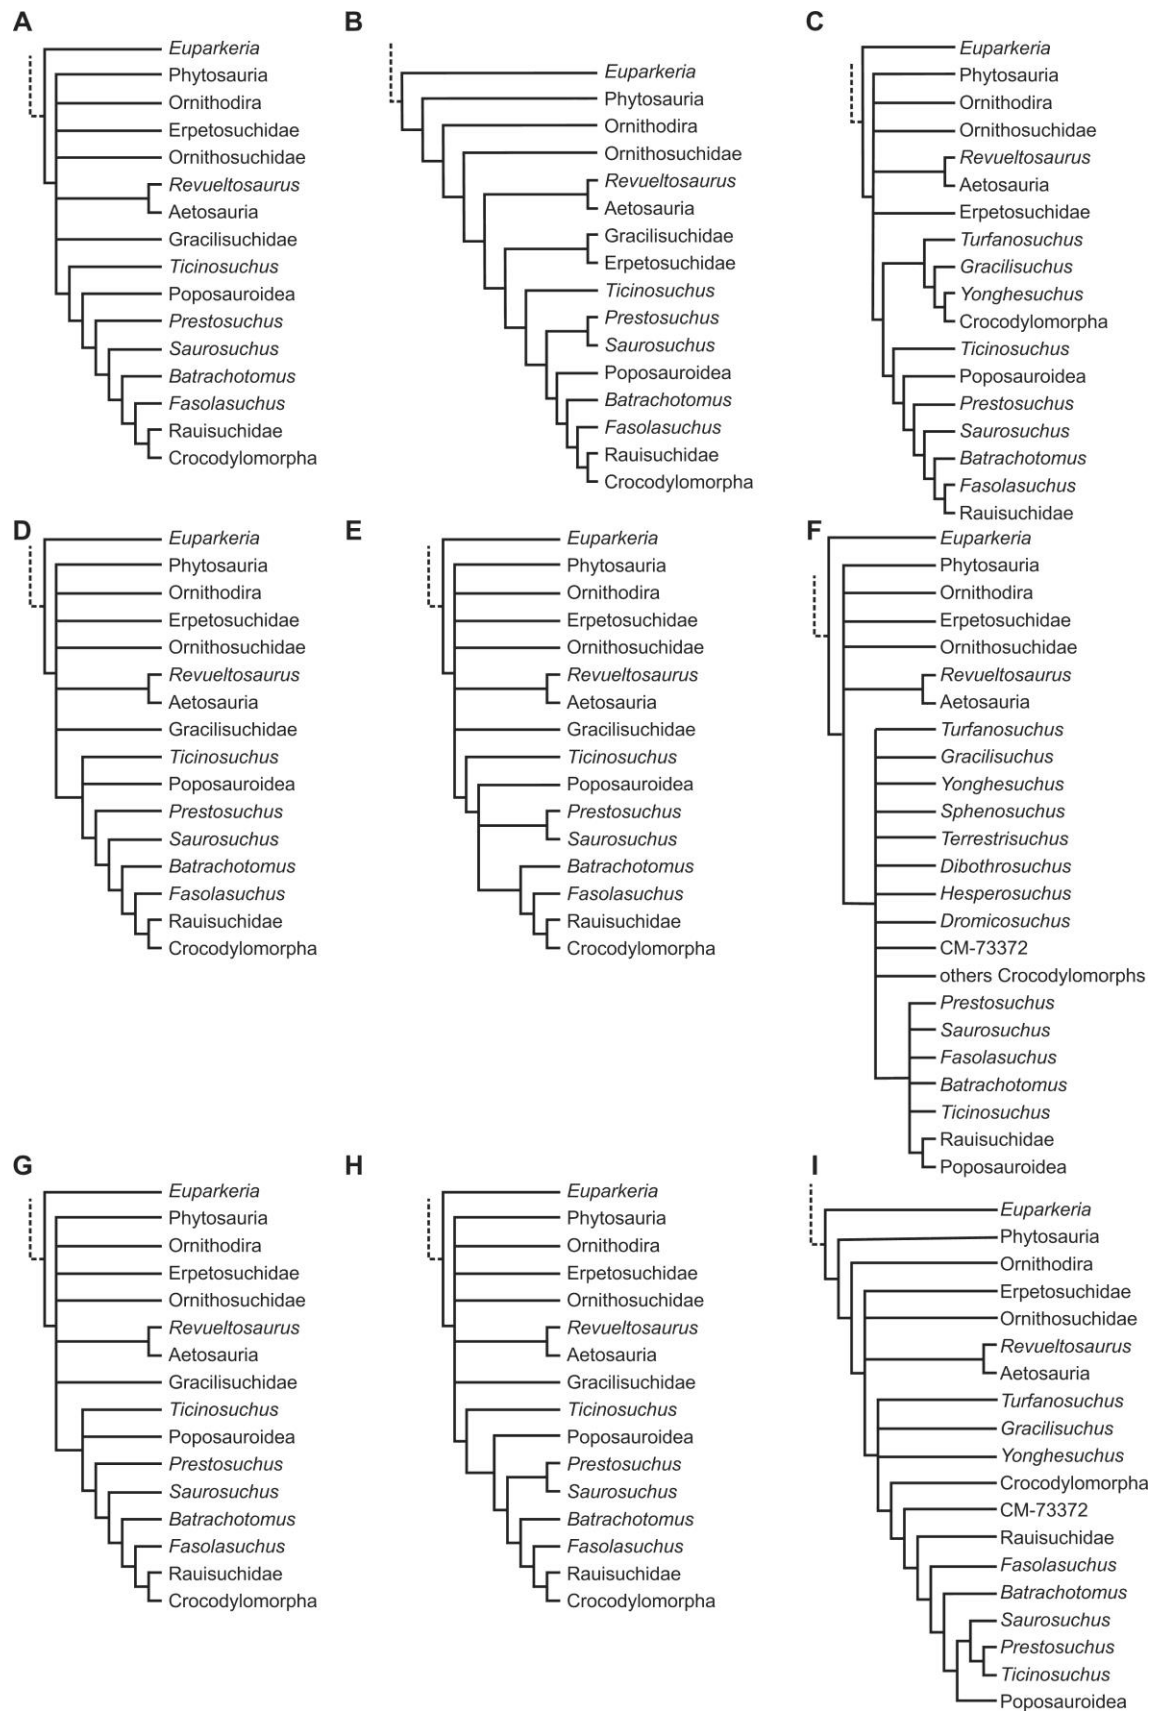 A
Euparkeria
Phytosauria
Ornithodira
Erpetosuchidae
Ornithosuchidae
Revueltosaurus
Aetosauria
Gracilisuchidae
Ticinosuchus
Poposauroidea
Prestosuchus
Saurosuchus
Batrachotomus
Fasolasuchus
Rauisuchidae
Crocodylomorpha
B
Euparkeria
Phytosauria
Ornithodira
Ornithosuchidae
Revueltosaurus
Aetosauria
Gracilisuchidae
Erpetosuchidae
Ticinosuchus
Prestosuchus
Saurosuchus
Poposauroidea
Batrachotomus
Fasolasuchus
Rauisuchidae
Crocodylomorpha
C
Euparkeria
Phytosauria
Ornithodira
Ornithosuchidae
Revueltosaurus
Aetosauria
Erpetosuchidae
Turfanosuchus
Gracilisuchus
Yonghesuchus
Crocodylomorpha
Ticinosuchus
Poposauroidea
Prestosuchus
Saurosuchus
Batrachotomus
Fasolasuchus
Rauisuchidae
D
Euparkeria
Phytosauria
Ornithodira
Erpetosuchidae
Ornithosuchidae
Revueltosaurus
Aetosauria
Gracilisuchidae
Ticinosuchus
Poposauroidea
Prestosuchus
Saurosuchus
Batrachotomus
Fasolasuchus
Rauisuchidae
Crocodylomorpha
E
Euparkeria
Phytosauria
Ornithodira
Erpetosuchidae
Ornithosuchidae
Revueltosaurus
Aetosauria
Gracilisuchidae
Ticinosuchus
Poposauroidea
Prestosuchus
Saurosuchus
Batrachotomus
Fasolasuchus
Rauisuchidae
Crocodylomorpha
F
Euparkeria
Phytosauria
Ornithodira
Erpetosuchidae
Ornithosuchidae
Revueltosaurus
Aetosauria
Turfanosuchus
Gracilisuchus
Yonghesuchus
Sphenosuchus
Terrestrisuchus
Dibothrosuchus
Hesperosuchus
Dromicosuchus
CM-73372
others Crocodylomorphs
Prestosuchus
Saurosuchus
Fasolasuchus
Batrachotomus
Ticinosuchus
Rauisuchidae
Poposauroidea
G
Euparkeria
Phytosauria
Ornithodira
Erpetosuchidae
Ornithosuchidae
Revueltosaurus
Aetosauria
Gracilisuchidae
Ticinosuchus
Poposauroidea
Prestosuchus
Saurosuchus
Batrachotomus
Fasolasuchus
Rauisuchidae
Crocodylomorpha
H
Euparkeria
Phytosauria
Ornithodira
Erpetosuchidae
Ornithosuchidae
Revueltosaurus
Aetosauria
Gracilisuchidae
Ticinosuchus
Poposauroidea
Prestosuchus
Saurosuchus
Batrachotomus
Fasolasuchus
Rauisuchidae
Crocodylomorpha
I
Euparkeria
Phytosauria
Ornithodira
Erpetosuchidae
Ornithosuchidae
Revueltosaurus
Aetosauria
Turfanosuchus
Gracilisuchus
Yonghesuchus
Crocodylomorpha
CM-73372
Rauisuchidae
Fasolasuchus
Batrachotomus
Saurosuchus
Prestosuchus
Ticinosuchus
Poposauroidea